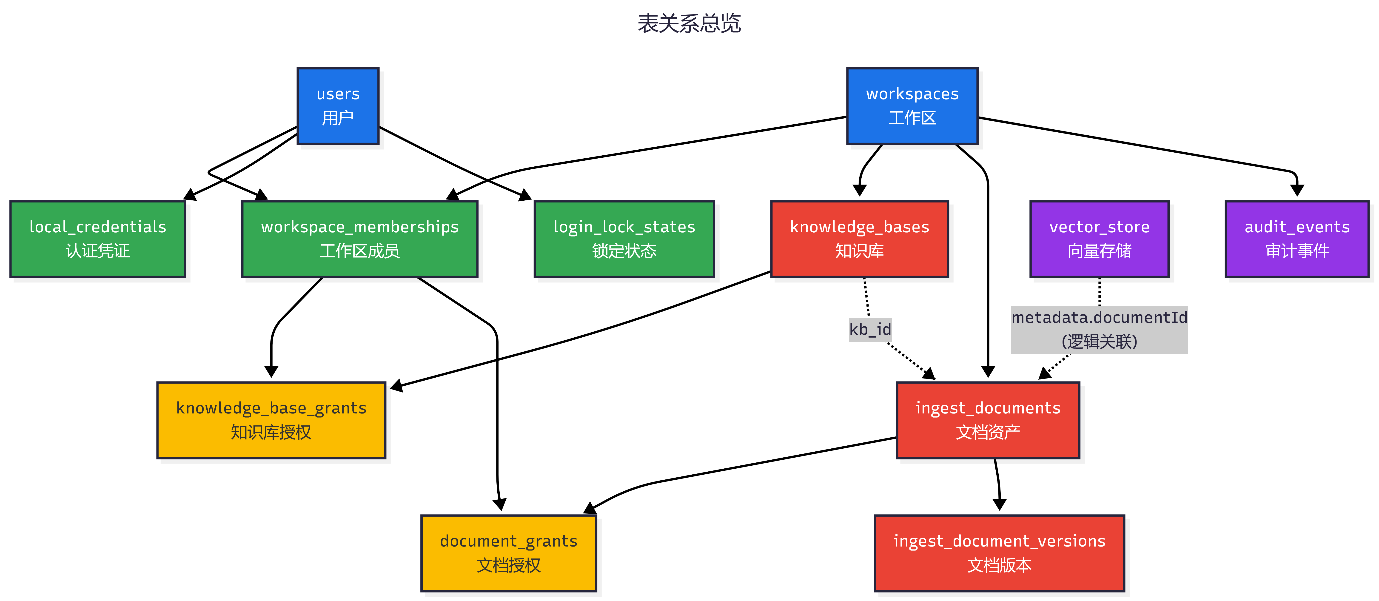 表关系总览
users
用户
workspaces
工作区
local_credentials
认证凭证
workspace_memberships
工作区成员
login_lock_states
锁定状态
knowledge_bases
知识库
vector_store
向量存储
audit_events
审计事件
kb_id
metadata.documentId
(逻辑关联)
knowledge_base_grants
知识库授权
ingest_documents
文档资产
document_grants
文档授权
ingest_document_versions
文档版本